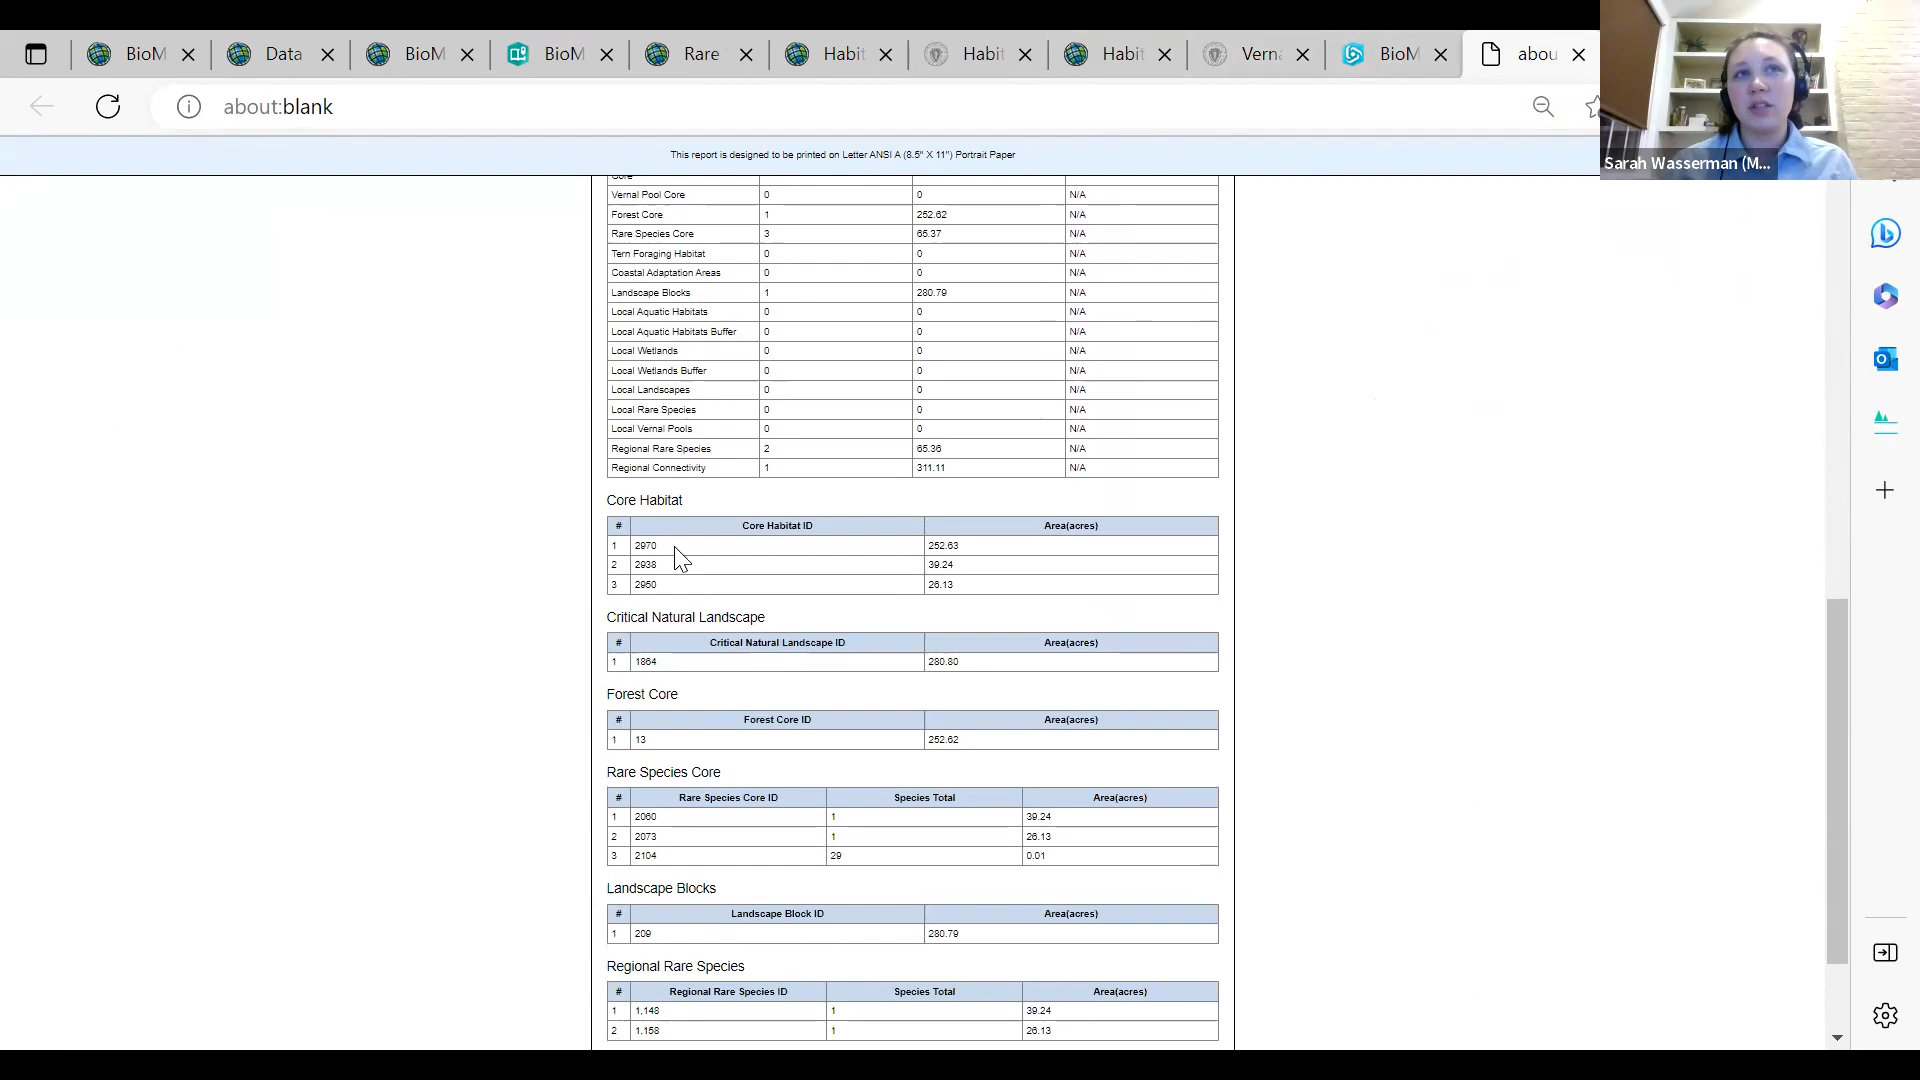 BioM Data BioM BioM Rare Habit Habit Habit Verna BioM abou
about:blank
Sarah Wasserman (M...
This report is designed to be printed on Letter ANSI A (8.5" X 11") Portrait Paper
Core
Vernal Pool Core 0 0 N/A
Forest Core 1 252.62 N/A
Rare Species Core 3 65.37 N/A
Tern Foraging Habitat 0 0 N/A
Coastal Adaptation Areas 0 0 N/A
Landscape Blocks 1 280.79 N/A
Local Aquatic Habitats 0 0 N/A
Local Aquatic Habitats Buffer 0 0 N/A
Local Wetlands 0 0 N/A
Local Wetlands Buffer 0 0 N/A
Local Landscapes 0 0 N/A
Local Rare Species 0 0 N/A
Local Vernal Pools 0 0 N/A
Regional Rare Species 2 65.36 N/A
Regional Connectivity 1 311.11 N/A
Core Habitat
# Core Habitat ID Area(acres)
1 2970 252.63
2 2938 39.24
3 2950 26.13
Critical Natural Landscape
# Critical Natural Landscape ID Area(acres)
1 1864 280.80
Forest Core
# Forest Core ID Area(acres)
1 13 252.62
Rare Species Core
# Rare Species Core ID Species Total Area(acres)
1 2060 1 39.24
2 2073 1 26.13
3 2104 29 0.01
Landscape Blocks
# Landscape Block ID Area(acres)
1 209 280.79
Regional Rare Species
# Regional Rare Species ID Species Total Area(acres)
1 1,148 1 39.24
2 1,158 1 26.13